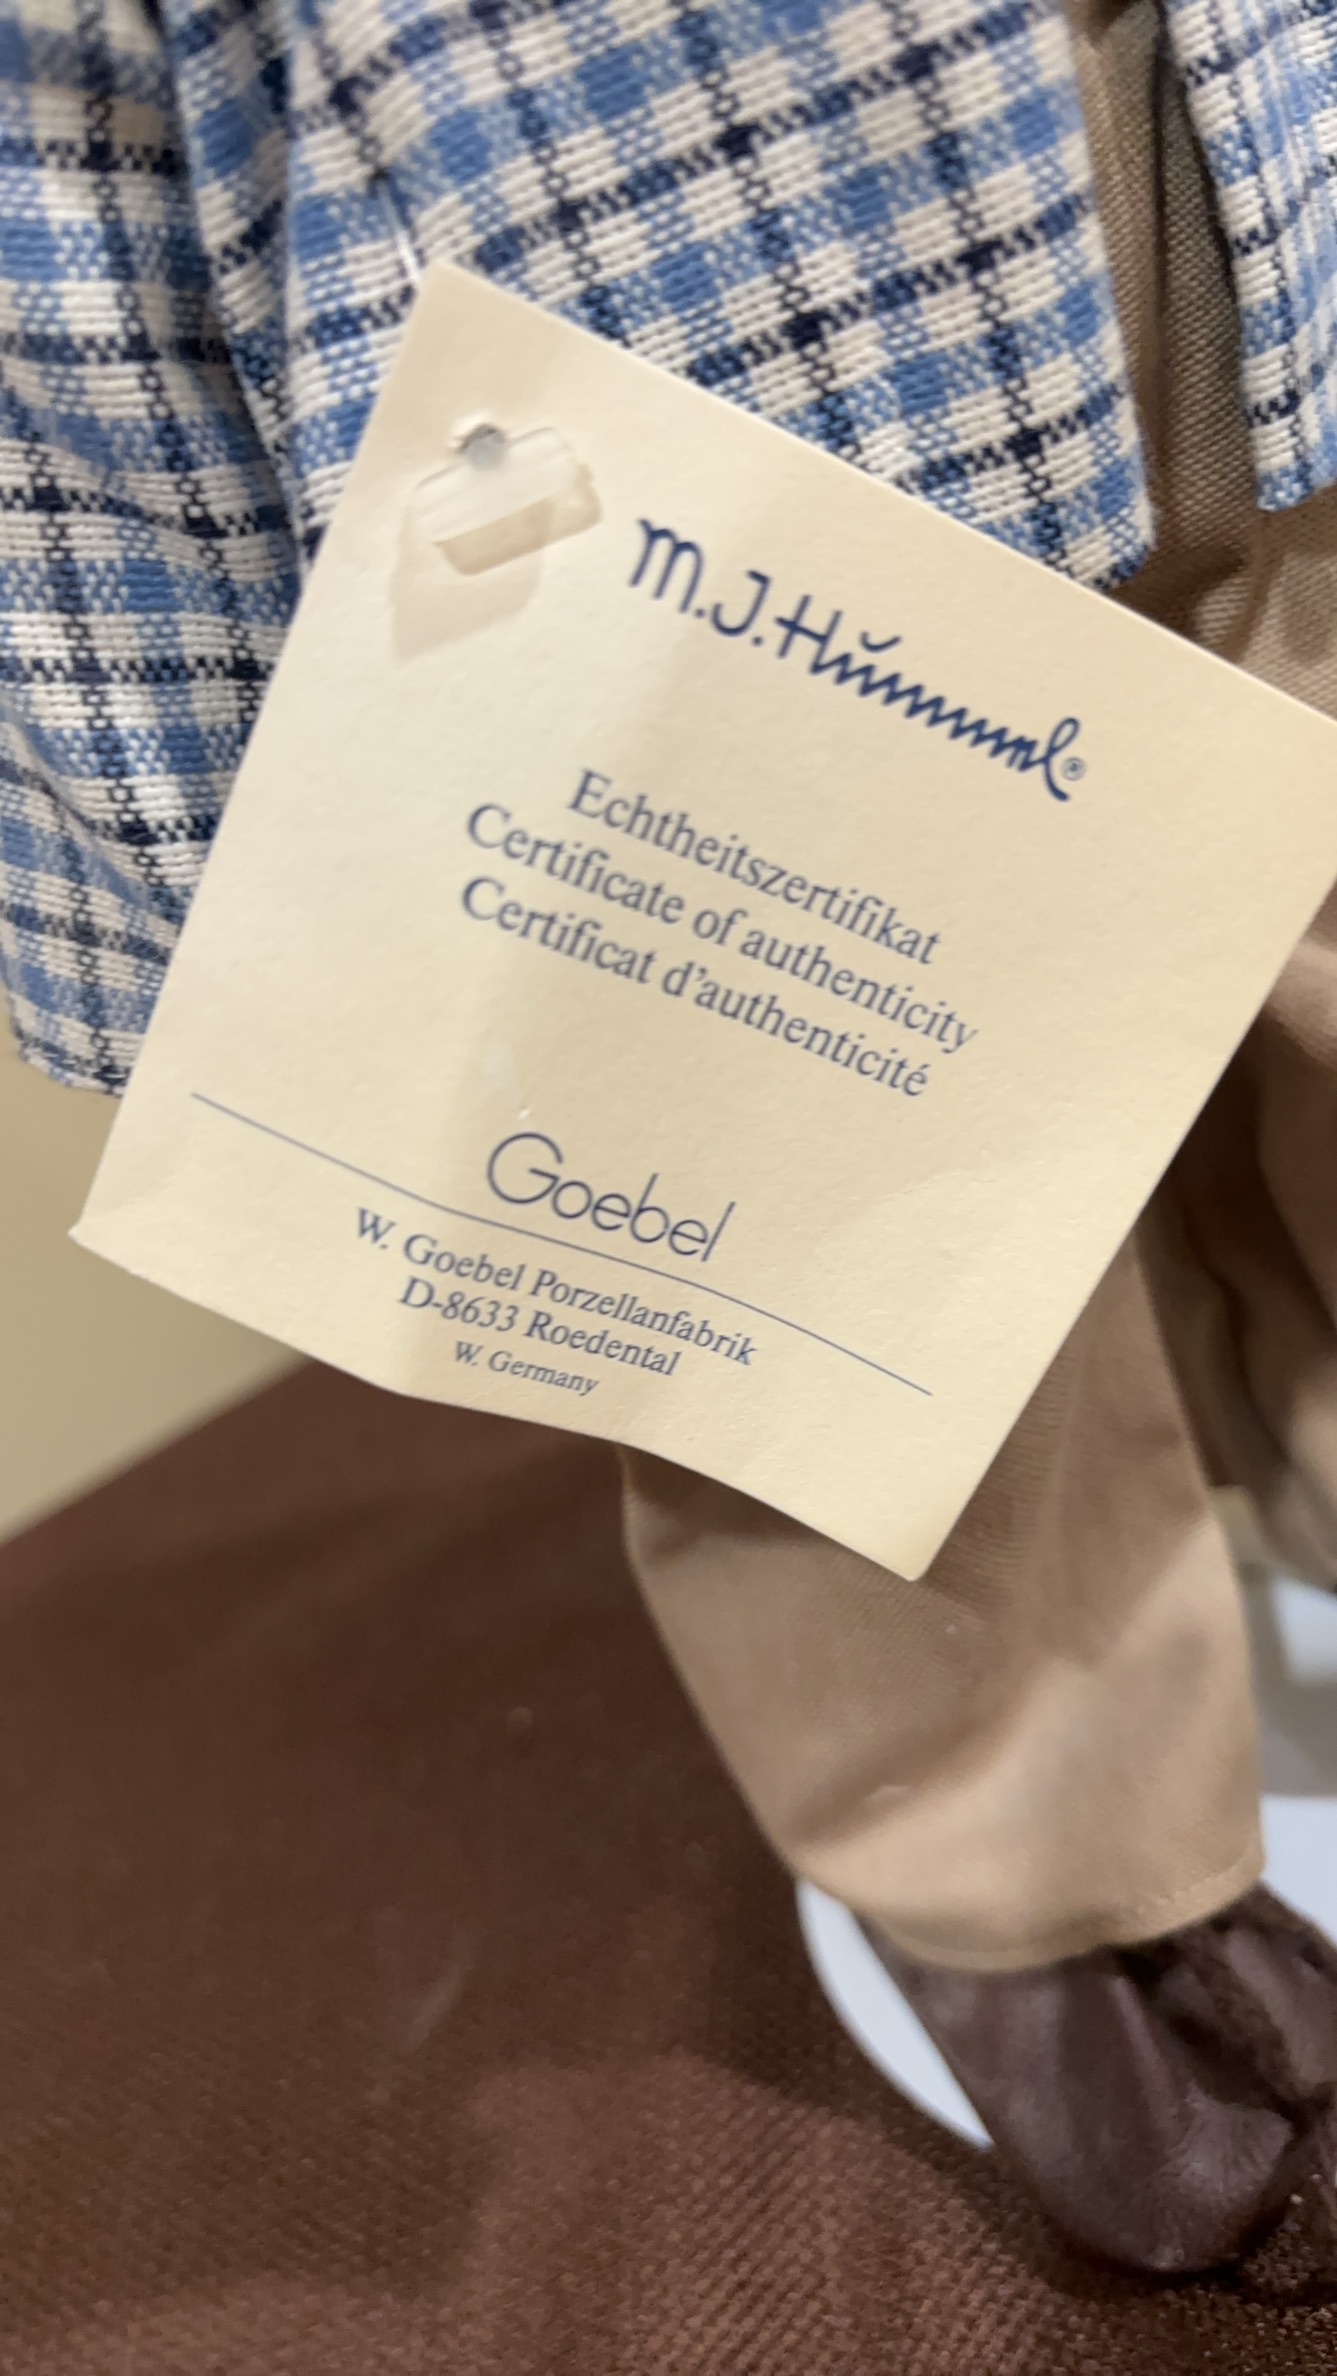 M.J.Hummel®
Echtheitszertifikat
Certificate of authenticity
Certificat d'authenticité
Goebel
W. Goebel Porzellanfabrik
D-8633 Roedental
W. Germany